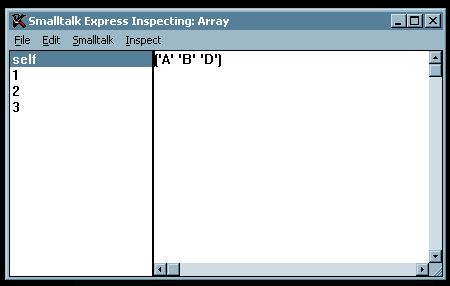 Smalltalk Express Inspecting: Array
File Edit Smalltalk Inspect
self
('A' 'B' 'D')
1
2
3